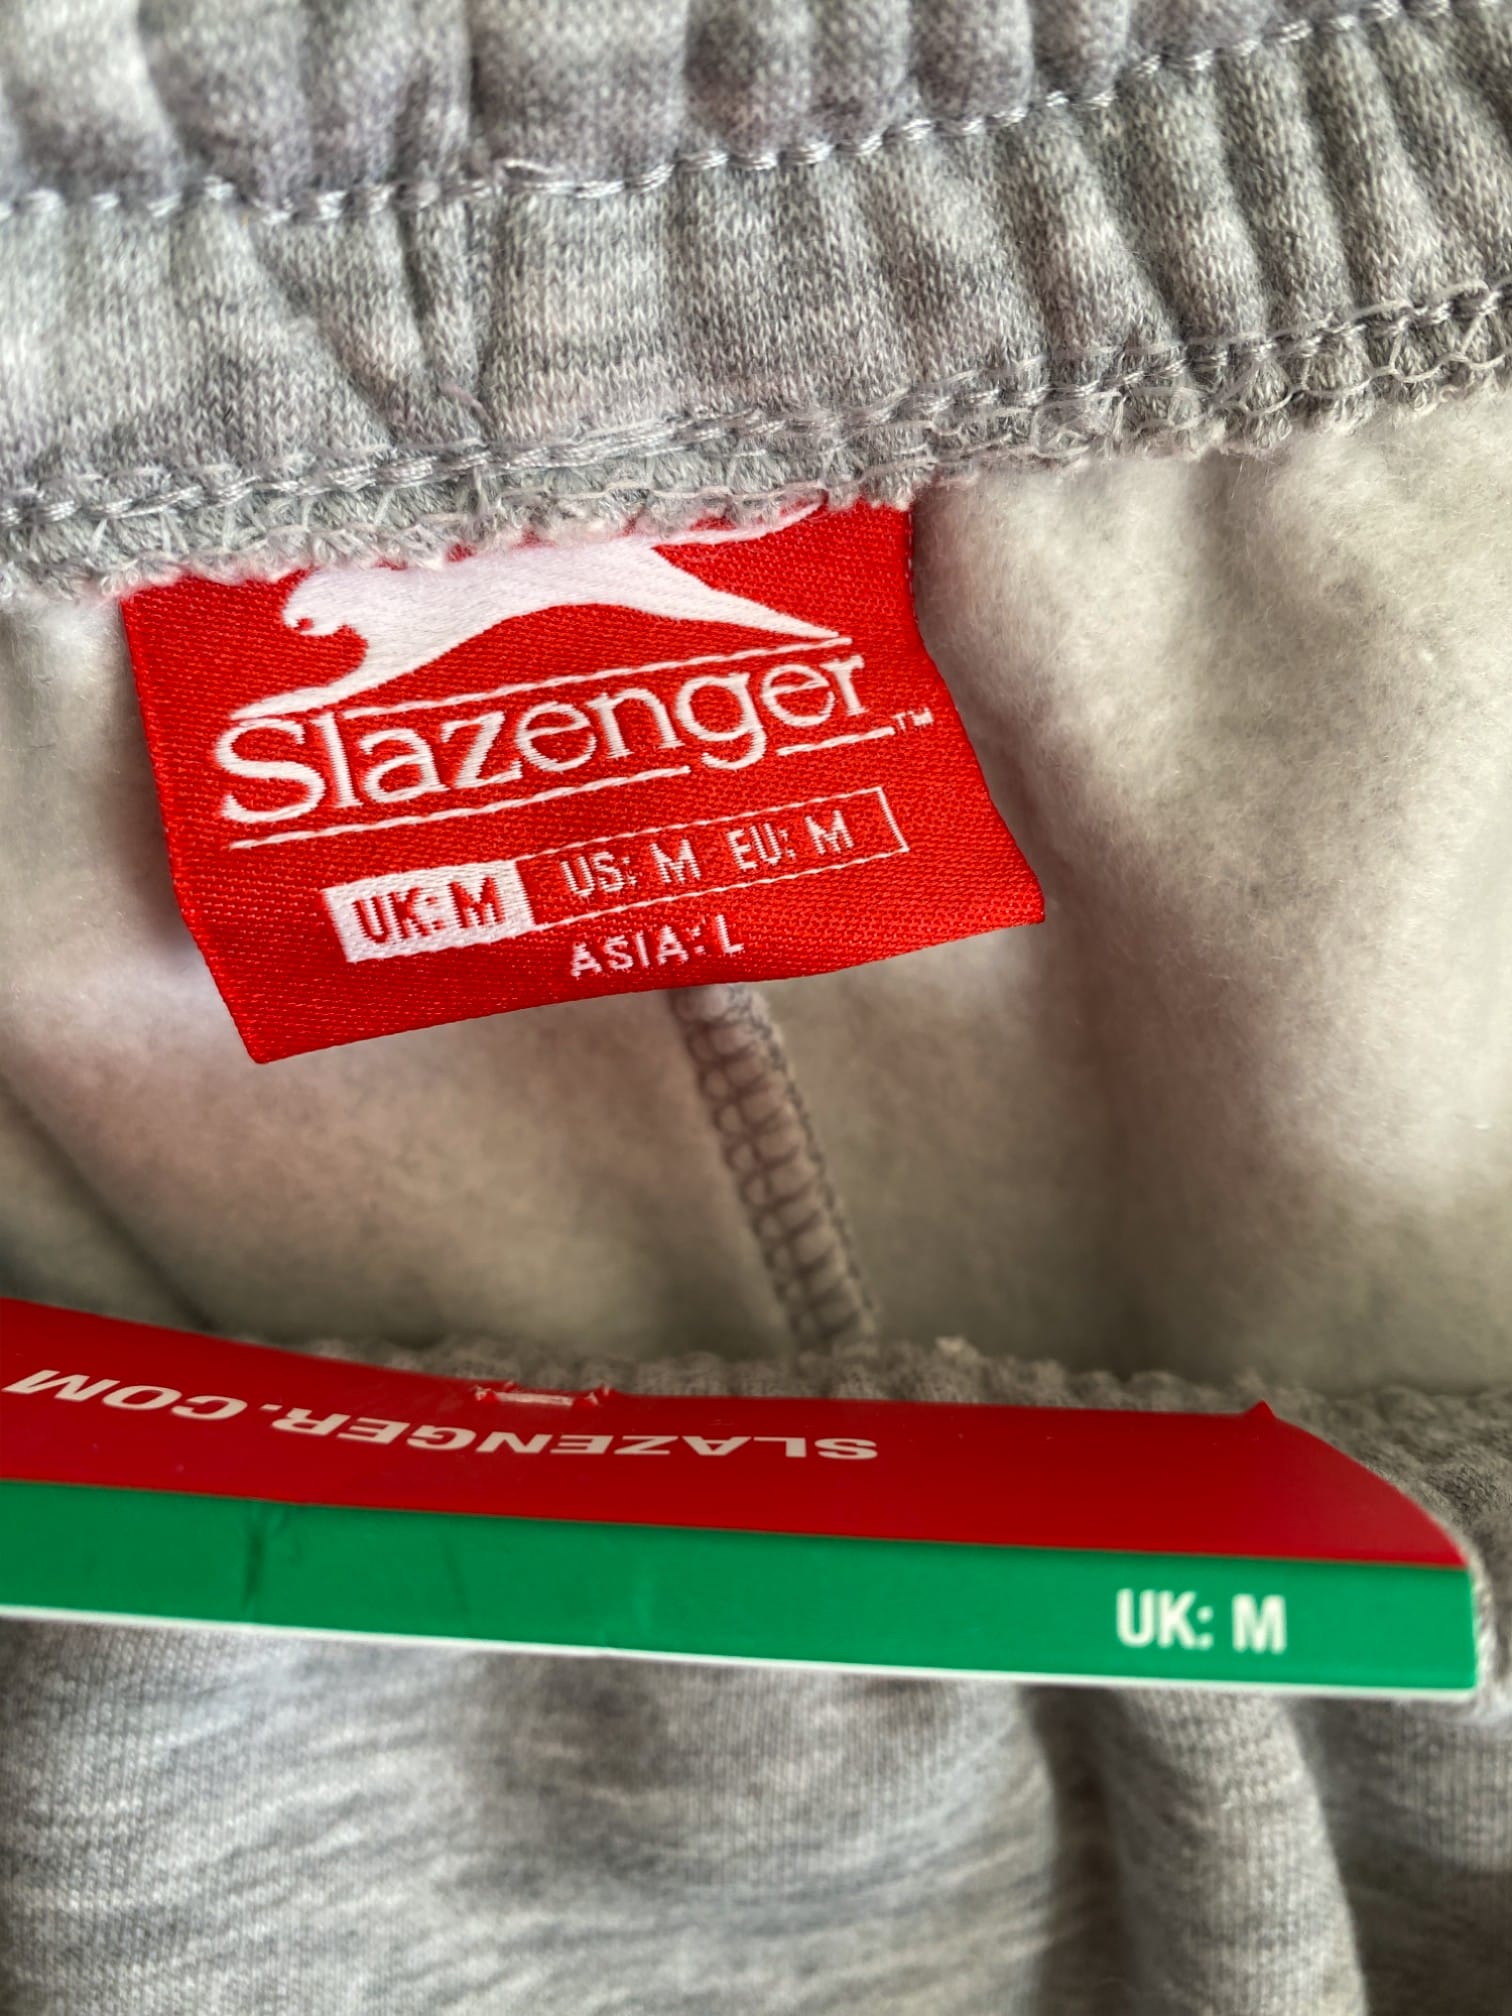 Slazenger™
UK: M US: M EU: M
ASIA: L
SLAZENGER.COM
UK: M